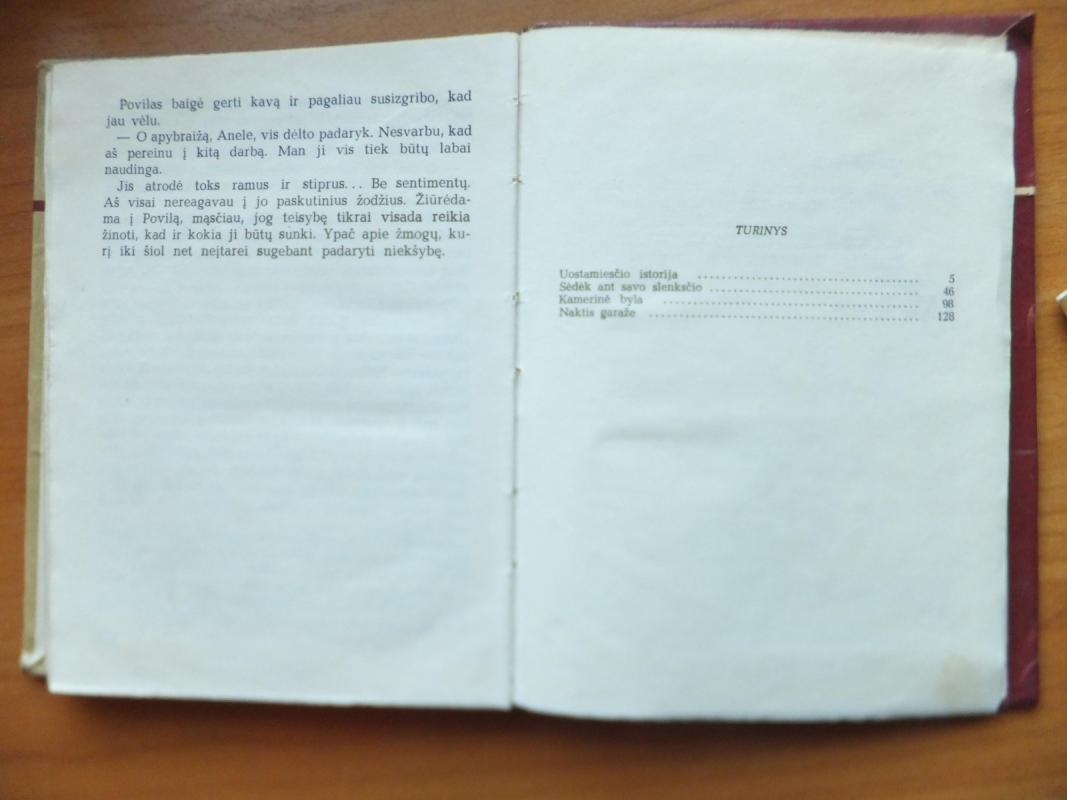 Povilas baigė gerti kavą ir pagaliau susizgribo, kad
jau vėlu.
— O apybraižą, Anele, vis dėlto padaryk. Nesvarbu, kad
aš pereinu į kitą darbą. Man ji vis tiek būtų labai
naudinga.
Jis atrodė toks ramus ir stiprus... Be sentimentų.
Aš visai nereagavau į jo paskutinius žodžius. Žiūrėda-
ma į Povilą, mąsčiau, jog teisybę tikrai visada reikia
žinoti, kad ir kokia ji būtų sunki. Ypač apie žmogų, ku-
rį iki šiol net neįtarei sugebant padaryti niekšybę.
TURINYS
Uostamiesčio istorija 5
Sėdėk ant savo slenksčio 46
Kamerinė byla 98
Naktis garaže 128